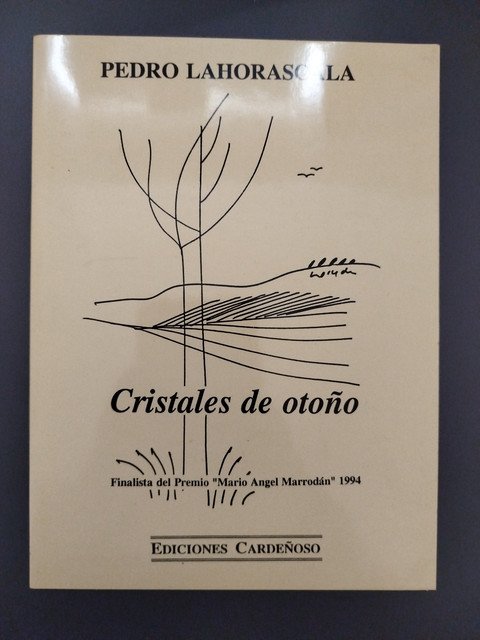 PEDRO LAHORASCALA
Cristales de otoño
Finalista del Premio "Mario Angel Marrodán" 1994
EDICIONES CARDEÑOSO